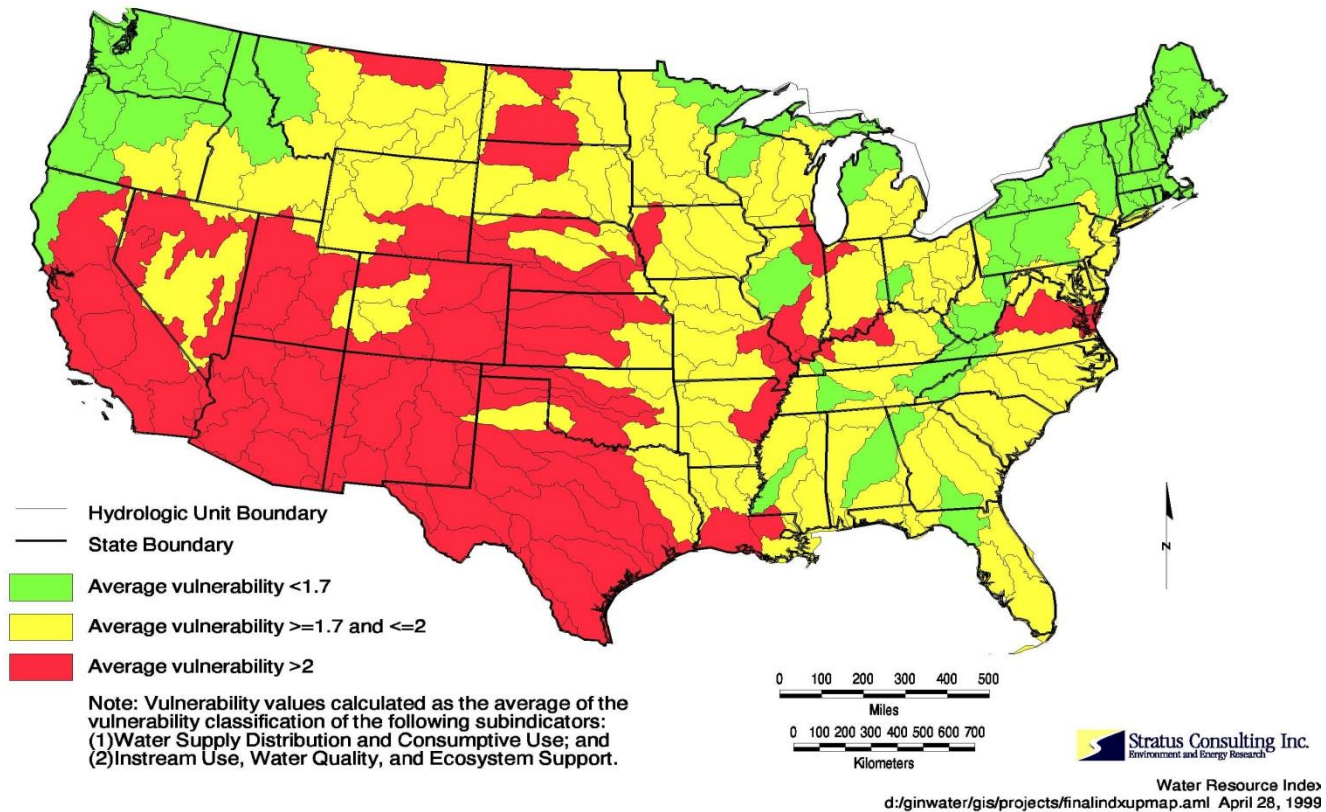 Hydrologic Unit Boundary
State Boundary
Average vulnerability <1.7
Average vulnerability >=1.7 and <=2
Average vulnerability >2
Note: Vulnerability values calculated as the average of the
vulnerability classification of the following subindicators:
(1)Water Supply Distribution and Consumptive Use; and
(2)Instream Use, Water Quality, and Ecosystem Support.
N
0 100 200 300 400 500
Miles
0 100 200 300 400 500 600 700
Kilometers
Stratus Consulting Inc.
Environment and Energy Research
Water Resource Index
d:/ginwater/gis/projects/finalindxupmap.aml April 28, 1999